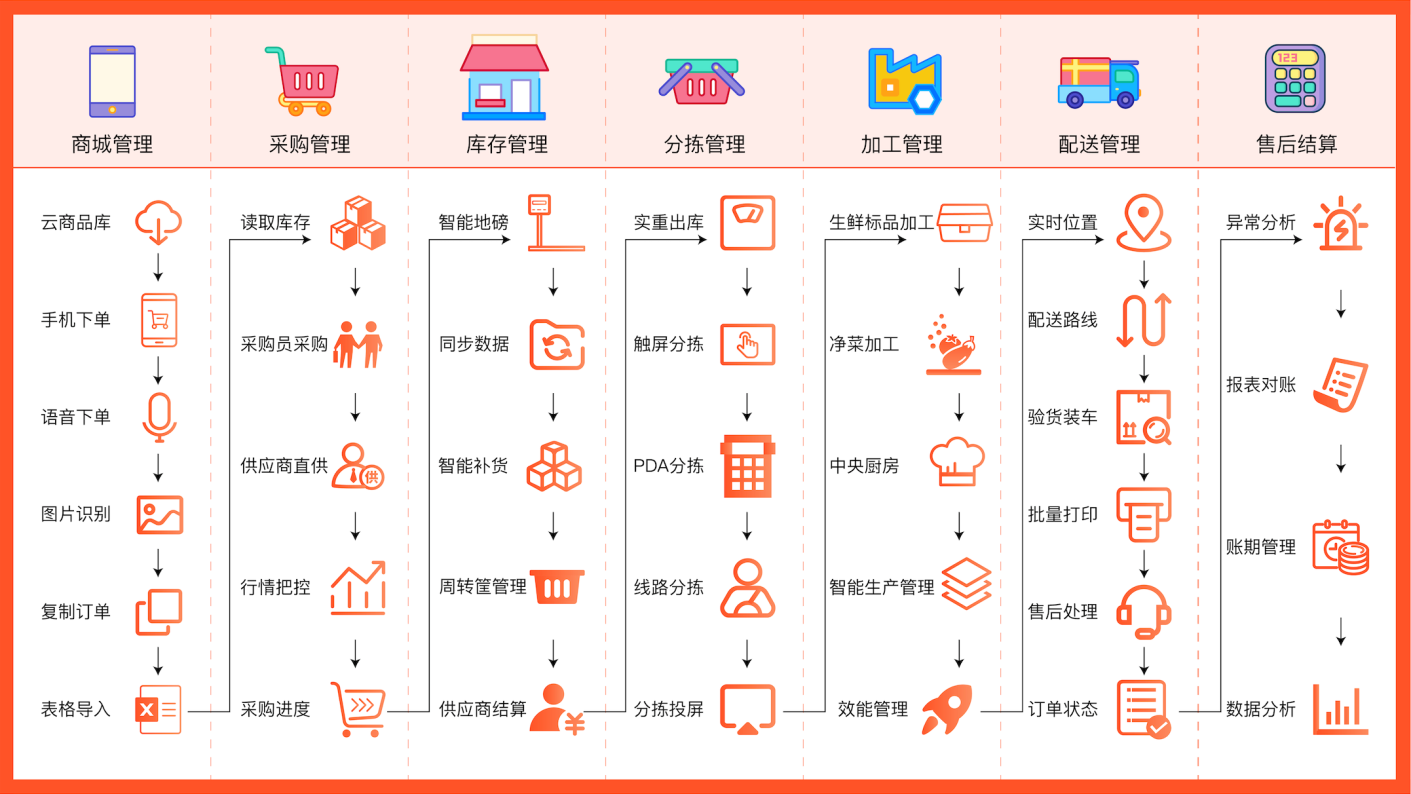 123
商城管理
采购管理
库存管理
分拣管理
加工管理
配送管理
售后结算
云商品库
手机下单
语音下单
图片识别
复制订单
表格导入
X
读取库存
采购员采购
供应商直供
供
行情把控
采购进度
智能地磅
同步数据
智能补货
周转筐管理
供应商结算
¥
实重出库
触屏分拣
PDA分拣
线路分拣
分拣投屏
生鲜标品加工
净菜加工
中央厨房
智能生产管理
效能管理
实时位置
配送路线
验货装车
批量打印
售后处理
订单状态
异常分析
报表对账
账期管理
数据分析